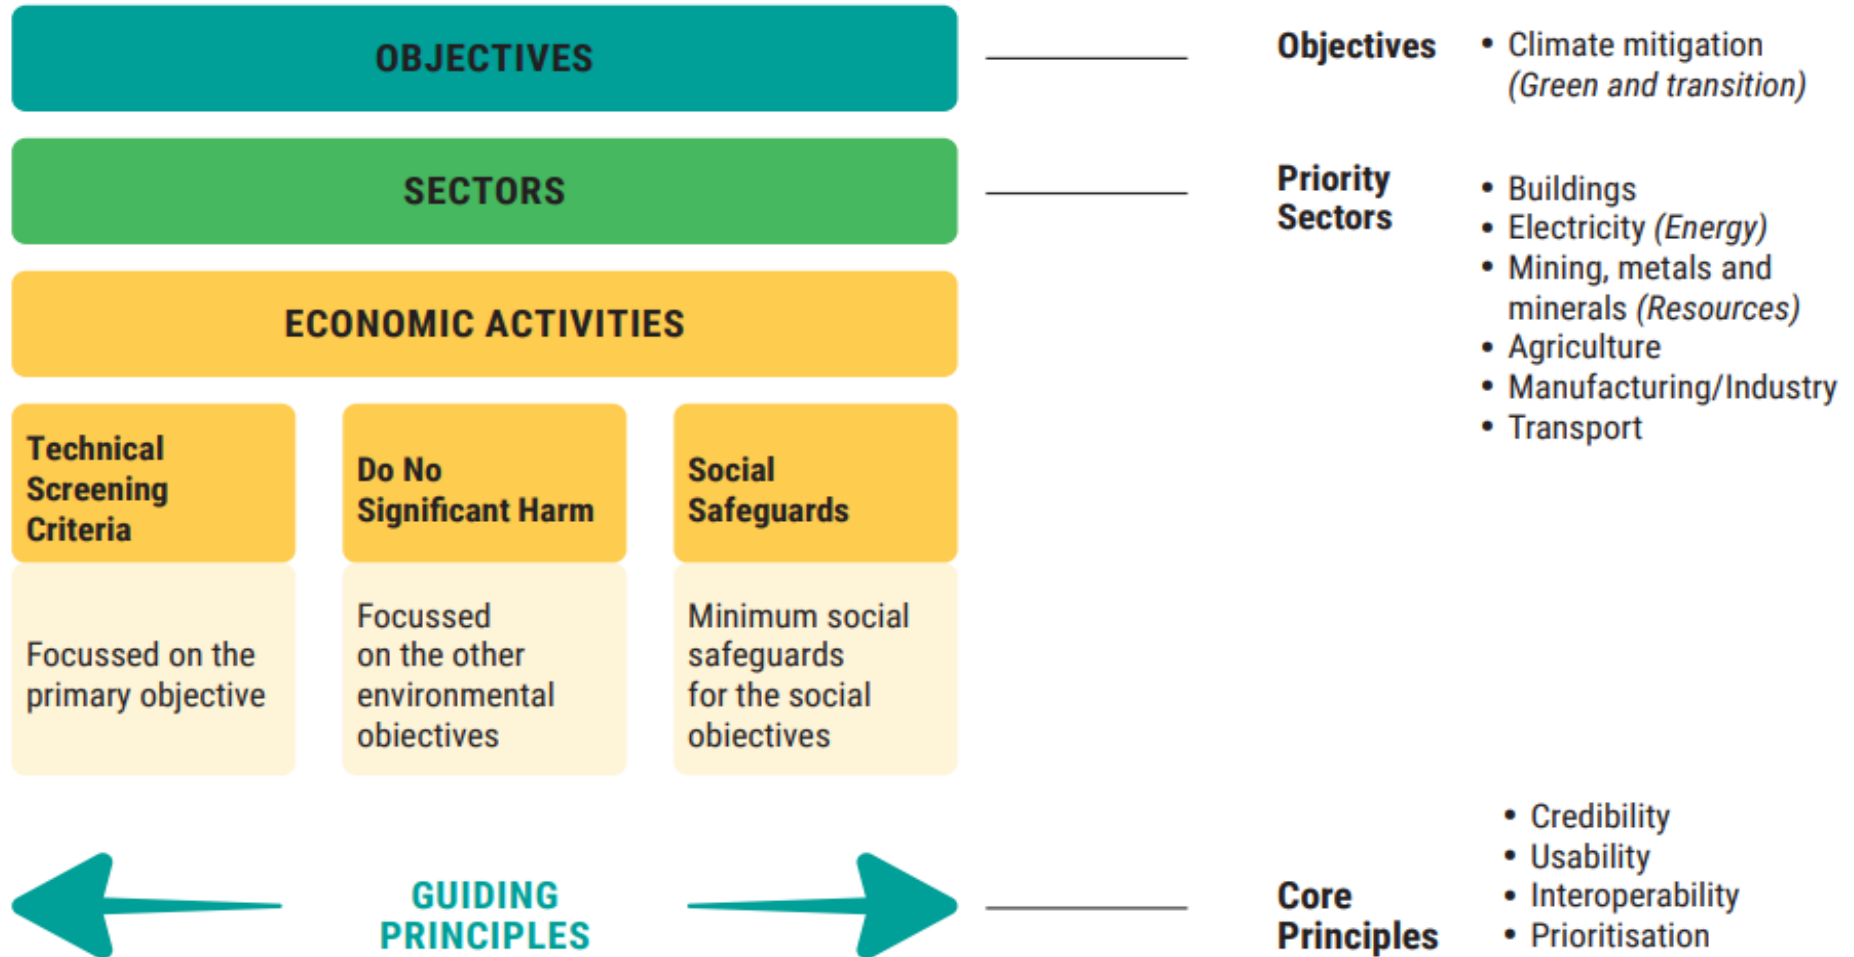 OBJECTIVES
Objectives
• Climate mitigation
(Green and transition)
SECTORS
Priority
Sectors
• Buildings
• Electricity (Energy)
• Mining, metals and
minerals (Resources)
• Agriculture
• Manufacturing/Industry
• Transport
ECONOMIC ACTIVITIES
Technical
Screening
Criteria
Focussed on the
primary objective
Do No
Significant Harm
Focussed
on the other
environmental
obiectives
Social
Safeguards
Minimum social
safeguards
for the social
obiectives
GUIDING
PRINCIPLES
Core
Principles
• Credibility
• Usability
• Interoperability
• Prioritisation